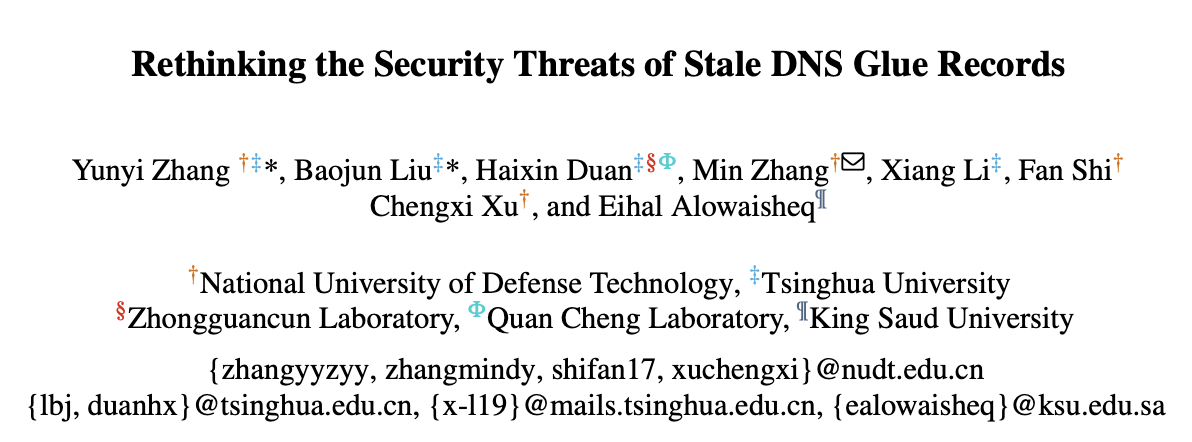 Rethinking the Security Threats of Stale DNS Glue Records
Yunyi Zhang †‡*, Baojun Liu‡*, Haixin Duan‡§Φ, Min Zhang†✉, Xiang Li‡, Fan Shi†
Chengxi Xu†, and Eihal Alowaisheq¶
†National University of Defense Technology, ‡Tsinghua University
§Zhongguancun Laboratory, ΦQuan Cheng Laboratory, ¶King Saud University
{zhangyyzyy, zhangmindy, shifan17, xuchengxi}@nudt.edu.cn
{lbj, duanhx}@tsinghua.edu.cn, {x-l19}@mails.tsinghua.edu.cn, {ealowaisheq}@ksu.edu.sa